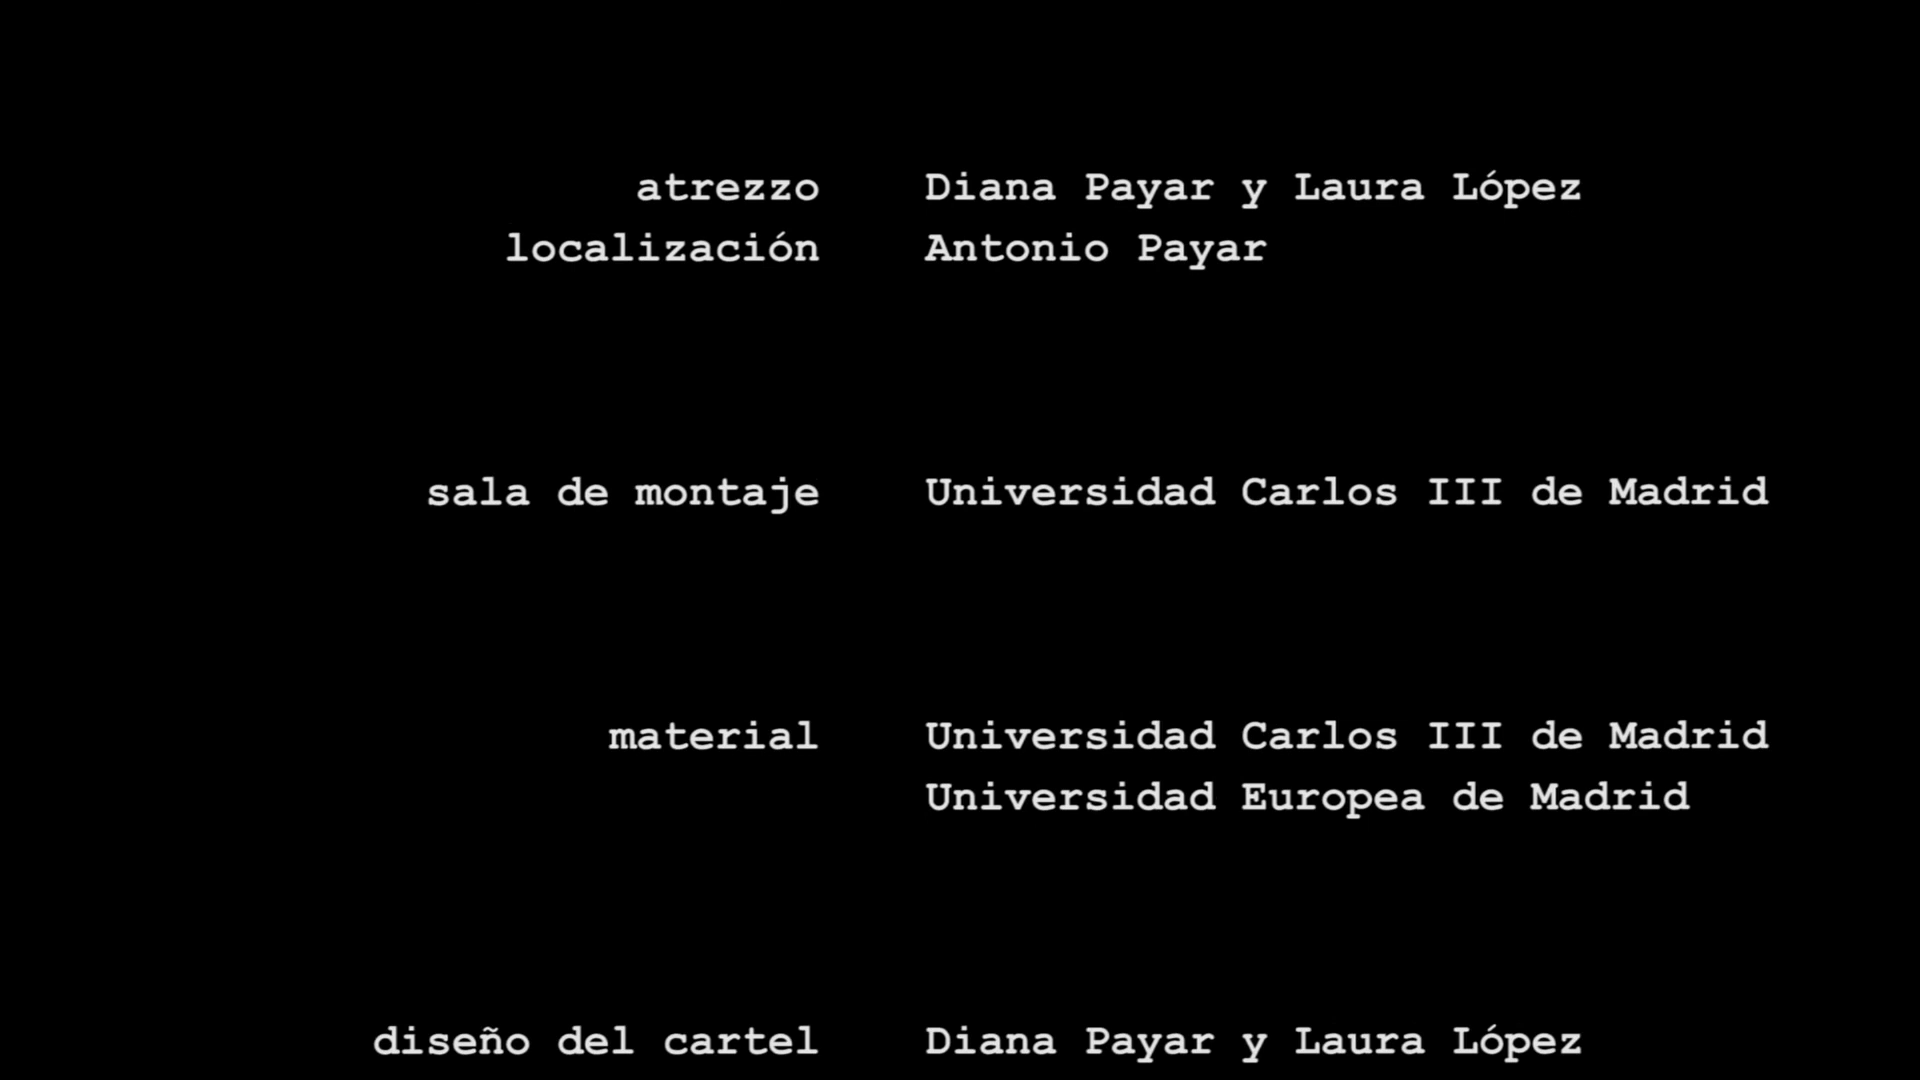 atrezzo Diana Payar y Laura López
localización Antonio Payar
sala de montaje Universidad Carlos III de Madrid
material Universidad Carlos III de Madrid
Universidad Europea de Madrid
diseño del cartel Diana Payar y Laura López